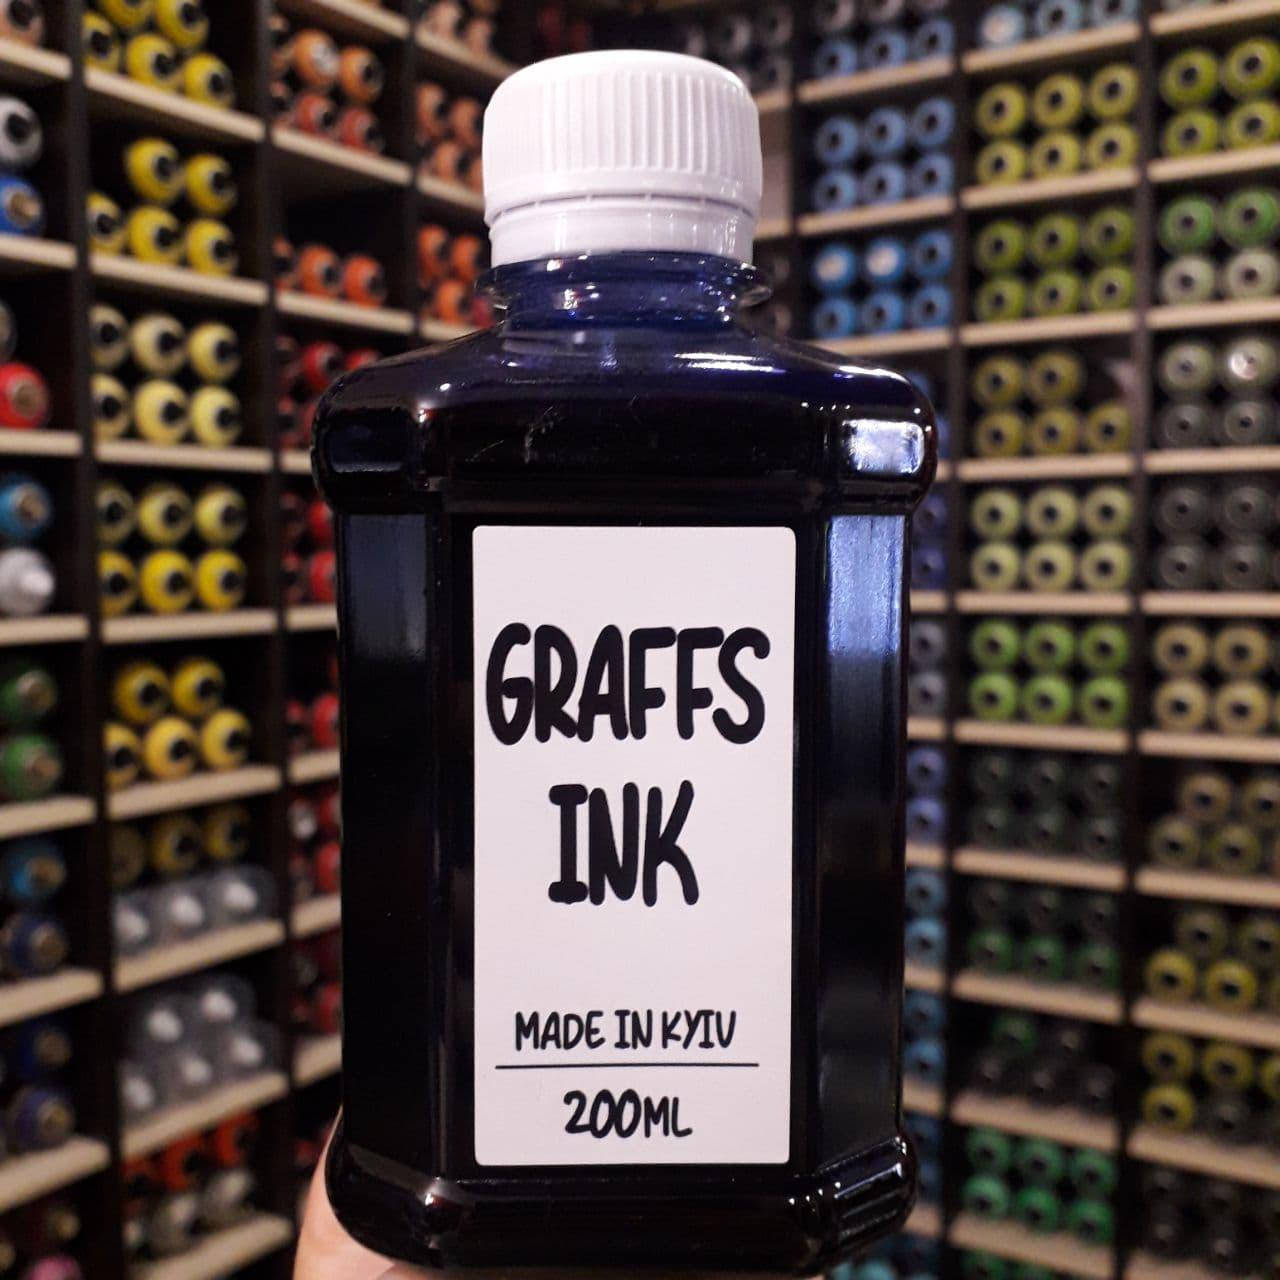 GRAFFS
INK
MADE IN KYIV
200ML